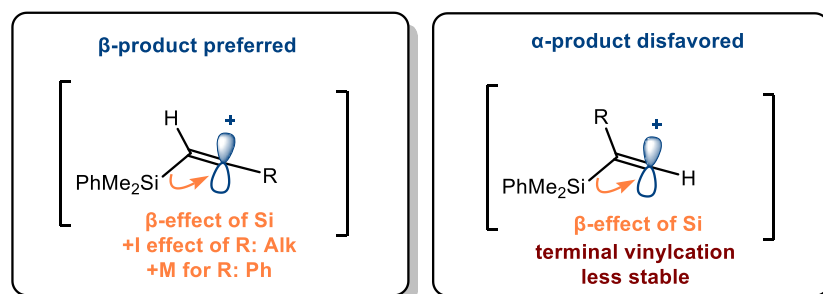 β-product preferred
H
+
PhMe₂Si
R
β-effect of Si
+I effect of R: Alk
+M for R: Ph
α-product disfavored
R
+
PhMe₂Si
H
β-effect of Si
terminal vinylcation
less stable